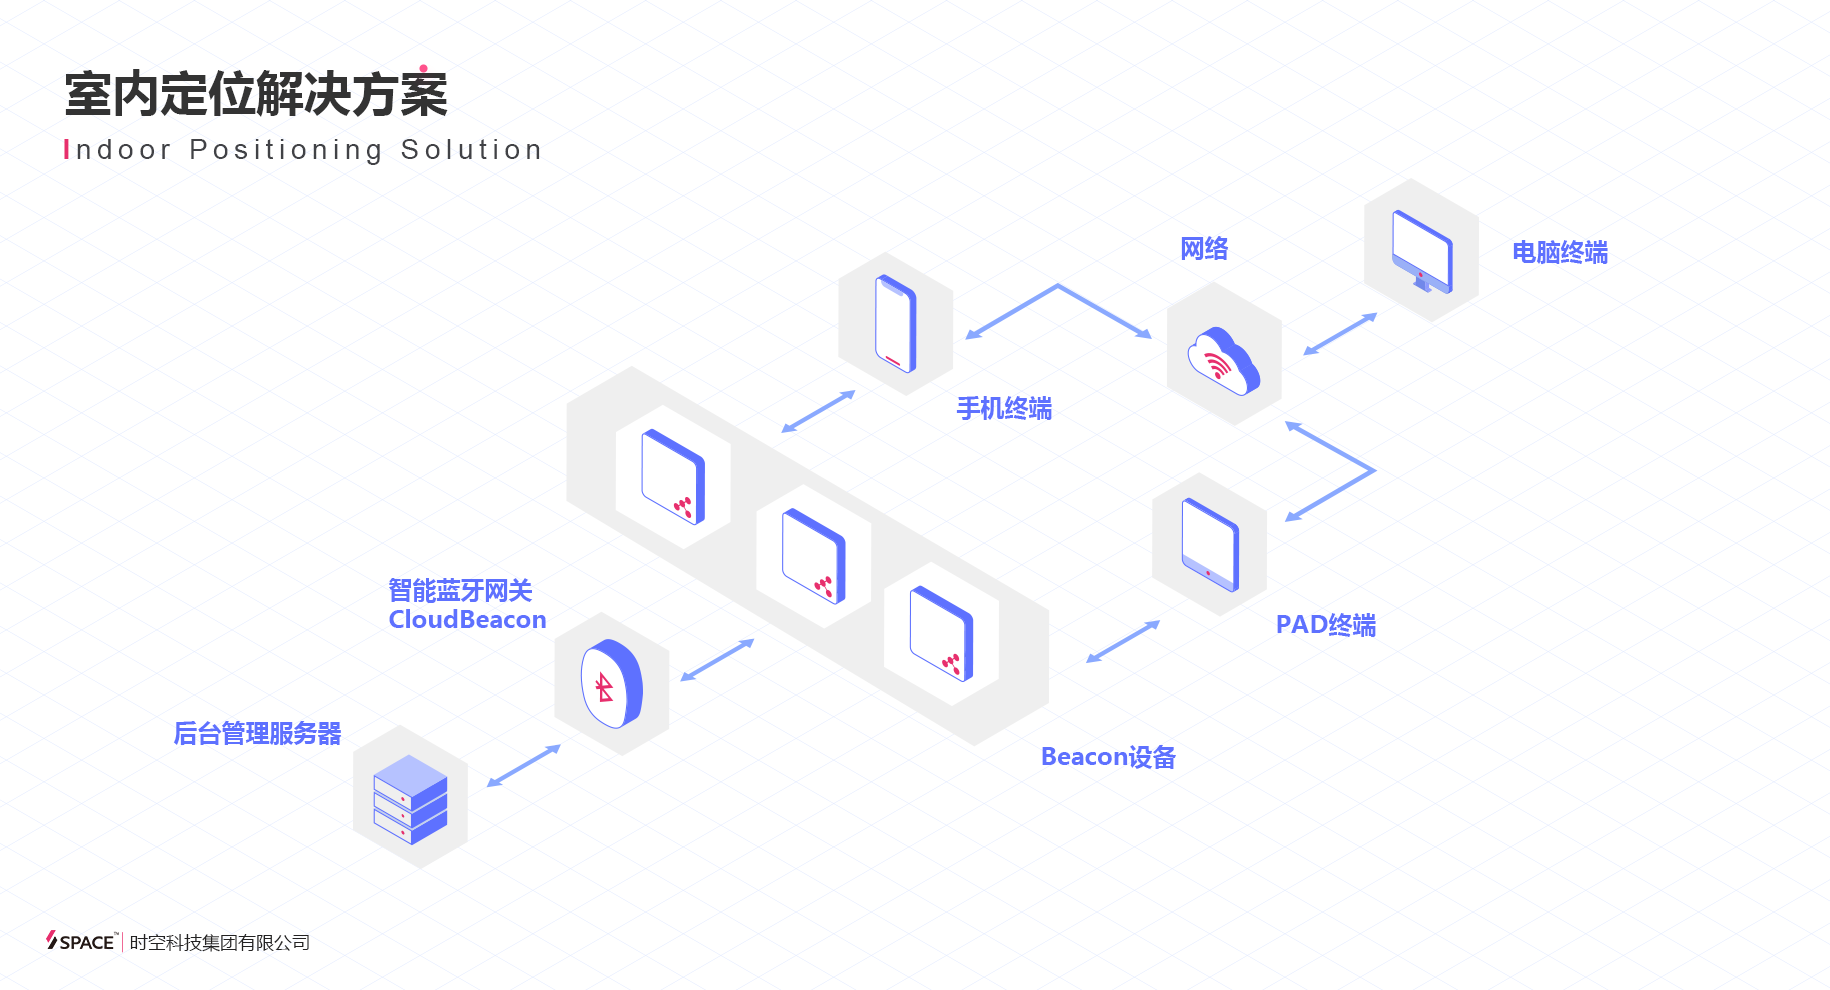 室内定位解决方案
Indoor Positioning Solution
网络
电脑终端
手机终端
智能蓝牙网关
CloudBeacon
PAD终端
后台管理服务器
Beacon设备
SPACE™ 时空科技集团有限公司